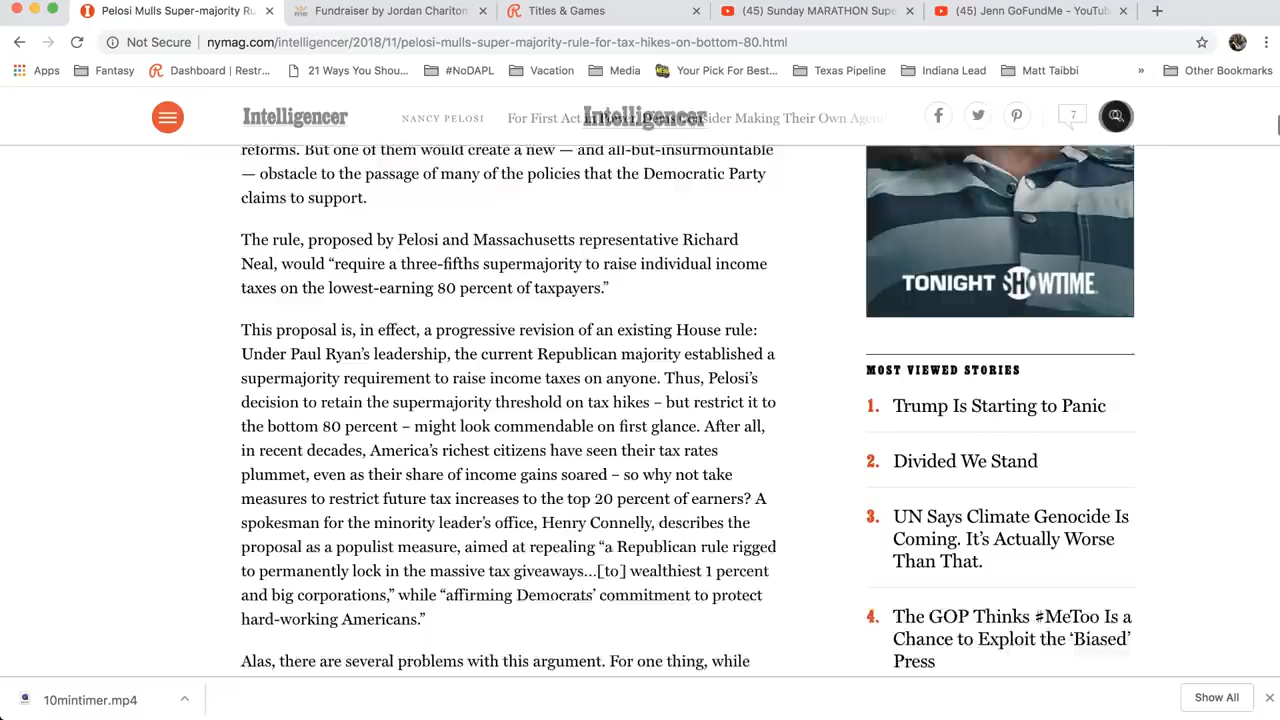 Pelosi Mulls Super-majority Ru
Fundraiser by Jordan Chariton
Titles & Games
(45) Sunday MARATHON Supe
(45) Jenn GoFundMe - YouTub
Not Secure
nymag.com/intelligencer/2018/11/pelosi-mulls-super-majority-rule-for-tax-hikes-on-bottom-80.html
Apps
Fantasy
Dashboard | Restr...
21 Ways You Shou...
#NoDAPL
Vacation
Media
Your Pick For Best...
Texas Pipeline
Indiana Lead
Matt Taibbi
»
Other Bookmarks
Intelligencer
NANCY PELOSI
For First Act in Power, Dems Consider Making Their Own Agen
Intelligencer
7
reforms. But one of them would create a new — and all-but-insurmountable
— obstacle to the passage of many of the policies that the Democratic Party
claims to support.
The rule, proposed by Pelosi and Massachusetts representative Richard
Neal, would “require a three-fifths supermajority to raise individual income
taxes on the lowest-earning 80 percent of taxpayers.”
This proposal is, in effect, a progressive revision of an existing House rule:
Under Paul Ryan’s leadership, the current Republican majority established a
supermajority requirement to raise income taxes on anyone. Thus, Pelosi’s
decision to retain the supermajority threshold on tax hikes – but restrict it to
the bottom 80 percent – might look commendable on first glance. After all,
in recent decades, America’s richest citizens have seen their tax rates
plummet, even as their share of income gains soared – so why not take
measures to restrict future tax increases to the top 20 percent of earners? A
spokesman for the minority leader’s office, Henry Connelly, describes the
proposal as a populist measure, aimed at repealing “a Republican rule rigged
to permanently lock in the massive tax giveaways...[to] wealthiest 1 percent
and big corporations,” while “affirming Democrats’ commitment to protect
hard-working Americans.”
Alas, there are several problems with this argument. For one thing, while
TONIGHT SHOWTIME
MOST VIEWED STORIES
1. Trump Is Starting to Panic
2. Divided We Stand
3. UN Says Climate Genocide Is
Coming. It’s Actually Worse
Than That.
4. The GOP Thinks #MeToo Is a
Chance to Exploit the ‘Biased’
Press
10mintimer.mp4
Show All